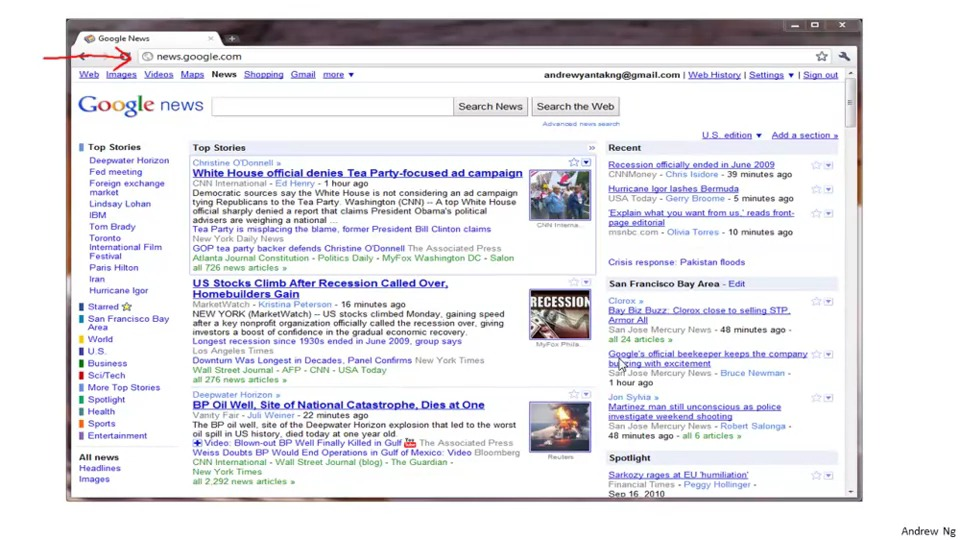 Google News
news.google.com
Web Images Videos Maps News Shopping Gmail more ▼
andrewyantakng@gmail.com | Web History | Settings ▼ | Sign out
Google news
Search News
Search the Web
Advanced news search
U.S. edition ▼ Add a section »
Top Stories
Deepwater Horizon
Fed meeting
Foreign exchange
market
Lindsay Lohan
IBM
Tom Brady
Toronto
International Film
Festival
Paris Hilton
Iran
Hurricane Igor
Starred
San Francisco Bay
Area
World
U.S.
Business
Sci/Tech
More Top Stories
Spotlight
Health
Sports
Entertainment
All news
Headlines
Images
Top Stories »
Christine O'Donnell »
White House official denies Tea Party-focused ad campaign
CNN International - Ed Henry - 1 hour ago
Democratic sources say the White House is not considering an ad campaign
tying Republicans to the Tea Party. Washington (CNN) -- A top White House
official sharply denied a report that claims President Obama's political
advisers are weighing a national ...
Tea Party is misplacing the blame, former President Bill Clinton claims
New York Daily News
GOP tea party backer defends Christine O'Donnell The Associated Press
Atlanta Journal Constitution - Politics Daily - MyFox Washington DC - Salon
all 726 news articles »
CNN Interna...
US Stocks Climb After Recession Called Over,
Homebuilders Gain
MarketWatch - Kristina Peterson - 16 minutes ago
NEW YORK (MarketWatch) -- US stocks climbed Monday, gaining speed
after a key nonprofit organization officially called the recession over, giving
investors a boost of confidence in the gradual economic recovery.
Longest recession since 1930s ended in June 2009, group says
Los Angeles Times
Downturn Was Longest in Decades, Panel Confirms New York Times
Wall Street Journal - AFP - CNN - USA Today
all 276 news articles »
RECESSION
MyFox Phila.
Deepwater Horizon »
BP Oil Well, Site of National Catastrophe, Dies at One
Vanity Fair - Juli Weiner - 22 minutes ago
The BP oil well, site of the Deepwater Horizon explosion that led to the worst
oil spill in US history, died today at one year old
Video: Blown-out BP Well Finally Killed in Gulf The Associated Press
Weiss Doubts BP Would End Operations in Gulf of Mexico: Video Bloomberg
CNN International - Wall Street Journal (blog) - The Guardian -
New York Times
all 2,292 news articles »
Reuters
Recent
Recession officially ended in June 2009
CNNMoney - Chris Isidore - 39 minutes ago
Hurricane Igor lashes Bermuda
USA Today - Gerry Broome - 5 minutes ago
'Explain what you want from us,' reads front-
page editorial
msnbc.com - Olivia Torres - 10 minutes ago
Crisis response: Pakistan floods
San Francisco Bay Area - Edit
Clorox »
Bay Biz Buzz: Clorox close to selling STP,
Armor All
San Jose Mercury News - 48 minutes ago -
all 24 articles »
Google's official beekeeper keeps the company
buzzing with excitement
San Jose Mercury News - Bruce Newman -
1 hour ago
Jon Sylvia »
Martinez man still unconscious as police
investigate weekend shooting
San Jose Mercury News - Robert Salonga -
48 minutes ago - all 6 articles »
Spotlight
Sarkozy rages at EU 'humiliation'
Financial Times - Peggy Hollinger -
Sep 16, 2010
Andrew Ng